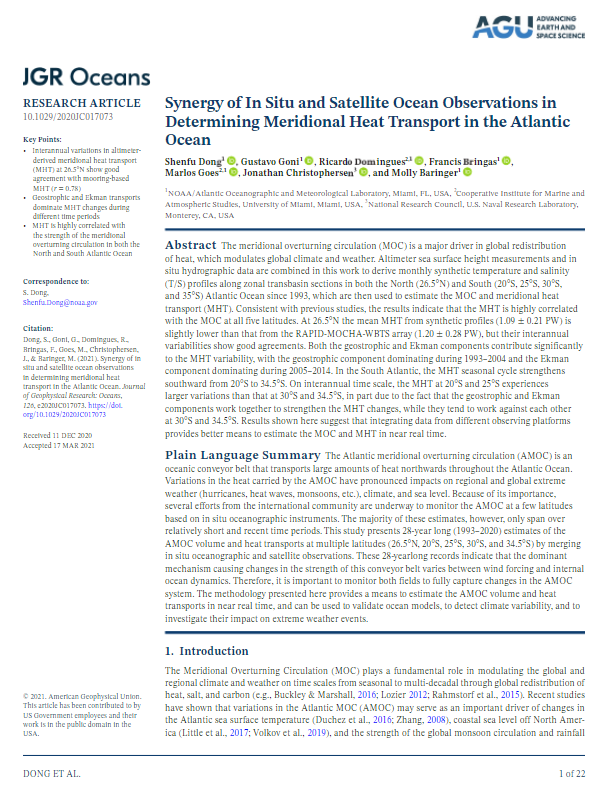 AGU ADVANCING
EARTH AND
SPACE SCIENCE
JGR Oceans
RESEARCH ARTICLE
10.1029/2020JC017073
Key Points:
• Interannual variations in altimeter-
derived meridional heat transport
(MHT) at 26.5°N show good
agreement with mooring-based
MHT (r = 0.78)
• Geostrophic and Ekman transports
dominate MHT changes during
different time periods
• MHT is highly correlated with
the strength of the meridional
overturning circulation in both the
North and South Atlantic Ocean
Correspondence to:
S. Dong,
Shenfu.Dong@noaa.gov
Citation:
Dong, S., Goni, G., Domingues, R.,
Bringas, F., Goes, M., Christophersen,
J., & Baringer, M. (2021). Synergy of in
situ and satellite ocean observations
in determining meridional heat
transport in the Atlantic Ocean. Journal
of Geophysical Research: Oceans,
126, e2020JC017073. https://doi.
org/10.1029/2020JC017073
Received 11 DEC 2020
Accepted 17 MAR 2021
© 2021. American Geophysical Union.
This article has been contributed to by
US Government employees and their
work is in the public domain in the
USA.
Synergy of In Situ and Satellite Ocean Observations in
Determining Meridional Heat Transport in the Atlantic
Ocean
Shenfu Dong1, Gustavo Goni1, Ricardo Domingues2,1, Francis Bringas1,
Marlos Goes2,1, Jonathan Christophersen3, and Molly Baringer1
1NOAA/Atlantic Oceanographic and Meteorological Laboratory, Miami, FL, USA, 2Cooperative Institute for Marine and
Atmospheric Studies, University of Miami, Miami, USA, 3National Research Council, U.S. Naval Research Laboratory,
Monterey, CA, USA
Abstract The meridional overturning circulation (MOC) is a major driver in global redistribution
of heat, which modulates global climate and weather. Altimeter sea surface height measurements and in
situ hydrographic data are combined in this work to derive monthly synthetic temperature and salinity
(T/S) profiles along zonal transbasin sections in both the North (26.5°N) and South (20°S, 25°S, 30°S,
and 35°S) Atlantic Ocean since 1993, which are then used to estimate the MOC and meridional heat
transport (MHT). Consistent with previous studies, the results indicate that the MHT is highly correlated
with the MOC at all five latitudes. At 26.5°N the mean MHT from synthetic profiles (1.09 ± 0.21 PW) is
slightly lower than that from the RAPID-MOCHA-WBTS array (1.20 ± 0.28 PW), but their interannual
variabilities show good agreements. Both the geostrophic and Ekman components contribute significantly
to the MHT variability, with the geostrophic component dominating during 1993–2004 and the Ekman
component dominating during 2005–2014. In the South Atlantic, the MHT seasonal cycle strengthens
southward from 20°S to 34.5°S. On interannual time scale, the MHT at 20°S and 25°S experiences
larger variations than that at 30°S and 34.5°S, in part due to the fact that the geostrophic and Ekman
components work together to strengthen the MHT changes, while they tend to work against each other
at 30°S and 34.5°S. Results shown here suggest that integrating data from different observing platforms
provides better means to estimate the MOC and MHT in near real time.
Plain Language Summary The Atlantic meridional overturning circulation (AMOC) is an
oceanic conveyor belt that transports large amounts of heat northwards throughout the Atlantic Ocean.
Variations in the heat carried by the AMOC have pronounced impacts on regional and global extreme
weather (hurricanes, heat waves, monsoons, etc.), climate, and sea level. Because of its importance,
several efforts from the international community are underway to monitor the AMOC at a few latitudes
based on in situ oceanographic instruments. The majority of these estimates, however, only span over
relatively short and recent time periods. This study presents 28-year long (1993–2020) estimates of the
AMOC volume and heat transports at multiple latitudes (26.5°N, 20°S, 25°S, 30°S, and 34.5°S) by merging
in situ oceanographic and satellite observations. These 28-yearlong records indicate that the dominant
mechanism causing changes in the strength of this conveyor belt varies between wind forcing and internal
ocean dynamics. Therefore, it is important to monitor both fields to fully capture changes in the AMOC
system. The methodology presented here provides a means to estimate the AMOC volume and heat
transports in near real time, and can be used to validate ocean models, to detect climate variability, and to
investigate their impact on extreme weather events.
1. Introduction
The Meridional Overturning Circulation (MOC) plays a fundamental role in modulating the global and
regional climate and weather on time scales from seasonal to multi-decadal through global redistribution of
heat, salt, and carbon (e.g., Buckley & Marshall, 2016; Lozier 2012; Rahmstorf et al., 2015). Recent studies
have shown that variations in the Atlantic MOC (AMOC) may serve as an important driver of changes in
the Atlantic sea surface temperature (Duchez et al., 2016; Zhang, 2008), coastal sea level off North Amer-
ica (Little et al., 2017; Volkov et al., 2019), and the strength of the global monsoon circulation and rainfall
DONG ET AL.
1 of 22